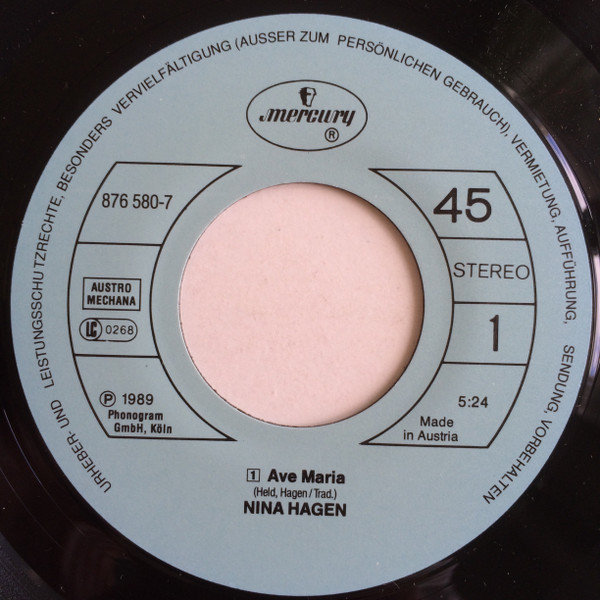 URHEBER- UND LEISTUNGSSCHUTZRECHTE, BESONDERS VERVIELFÄLTIGUNG (AUSSER ZUM PERSÖNLICHEN GEBRAUCH), VERMIETUNG, AUFFÜHRUNG, SENDUNG, VORBEHALTEN
mercury
®
876 580-7
45
STEREO
AUSTRO
MECHANA
LC 0268
1
℗ 1989
Phonogram
GmbH, Köln
5:24
Made
in Austria
1 Ave Maria
(Held, Hagen/Trad.)
NINA HAGEN